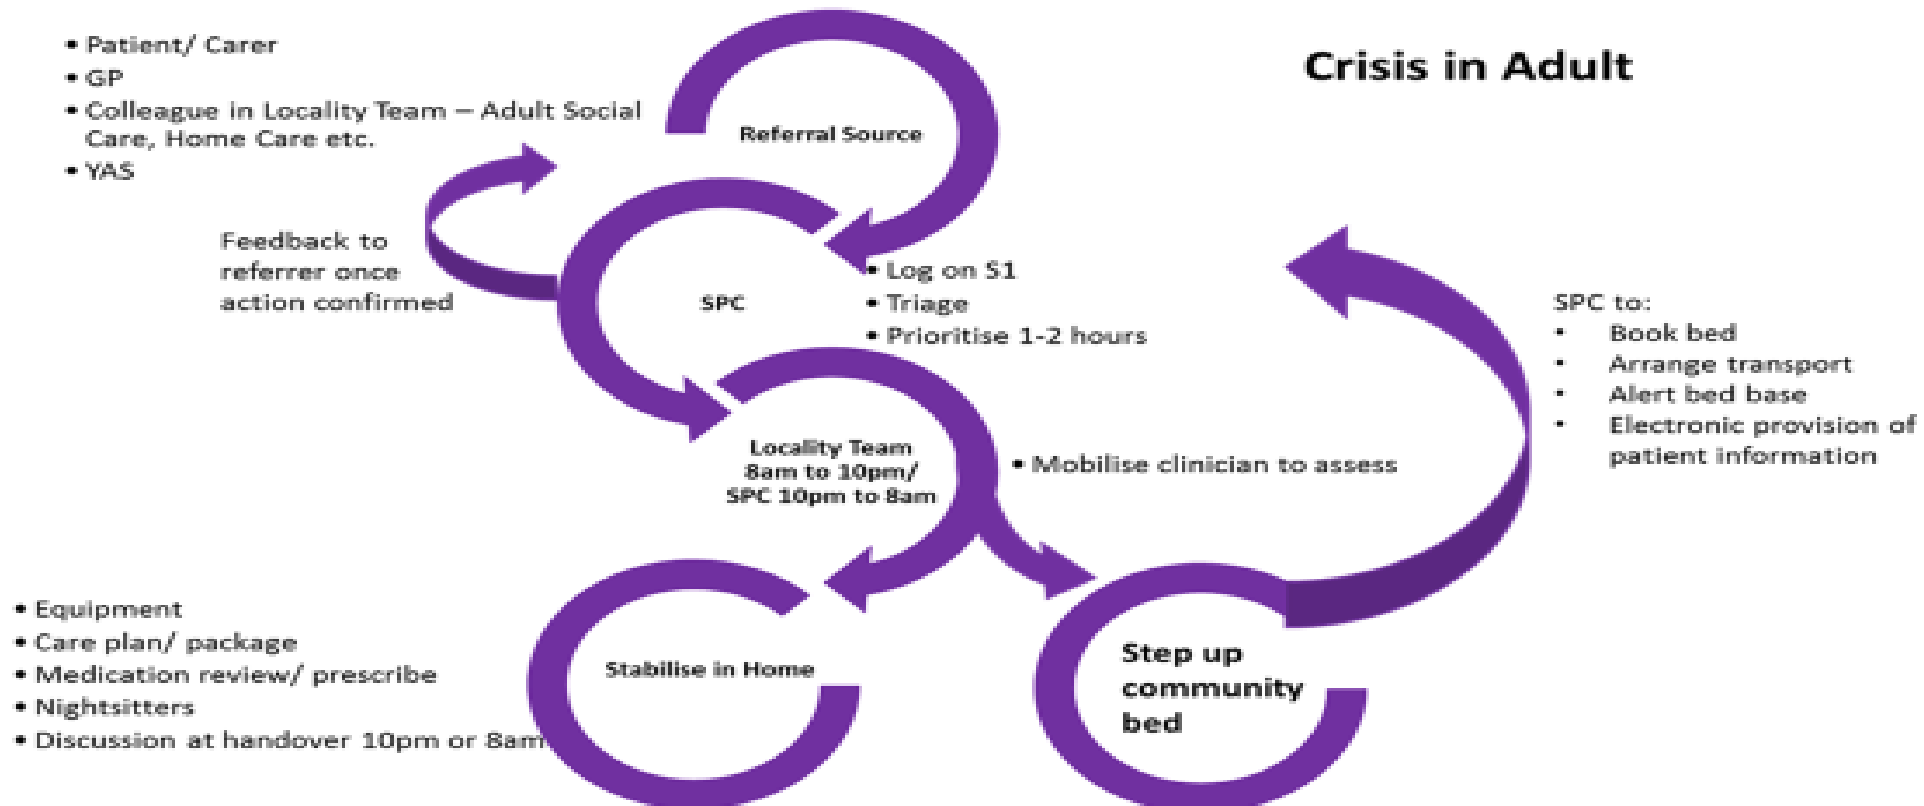 Crisis in Adult
• Patient/ Carer
• GP
• Colleague in Locality Team – Adult Social
Care, Home Care etc.
• YAS
Referral Source
Feedback to
referrer once
action confirmed
SPC
• Log on S1
• Triage
• Prioritise 1-2 hours
SPC to:
• Book bed
• Arrange transport
• Alert bed base
• Electronic provision of
patient information
Locality Team
8am to 10pm/
SPC 10pm to 8am
• Mobilise clinician to assess
• Equipment
• Care plan/ package
• Medication review/ prescribe
• Nightsitters
• Discussion at handover 10pm or 8am
Stabilise in Home
Step up
community
bed